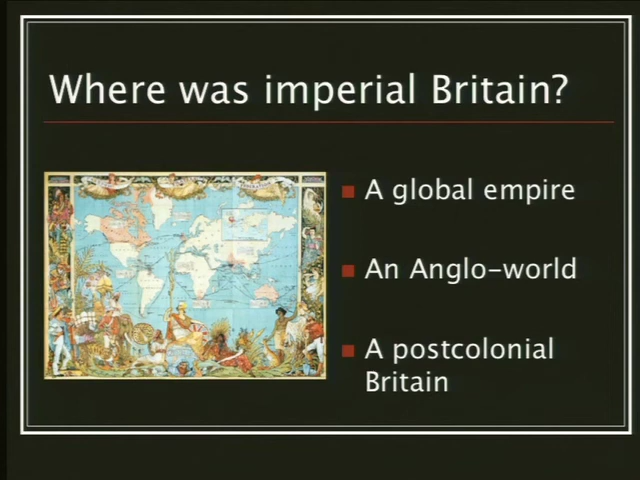 Where was imperial Britain?
A global empire
An Anglo-world
A postcolonial
Britain